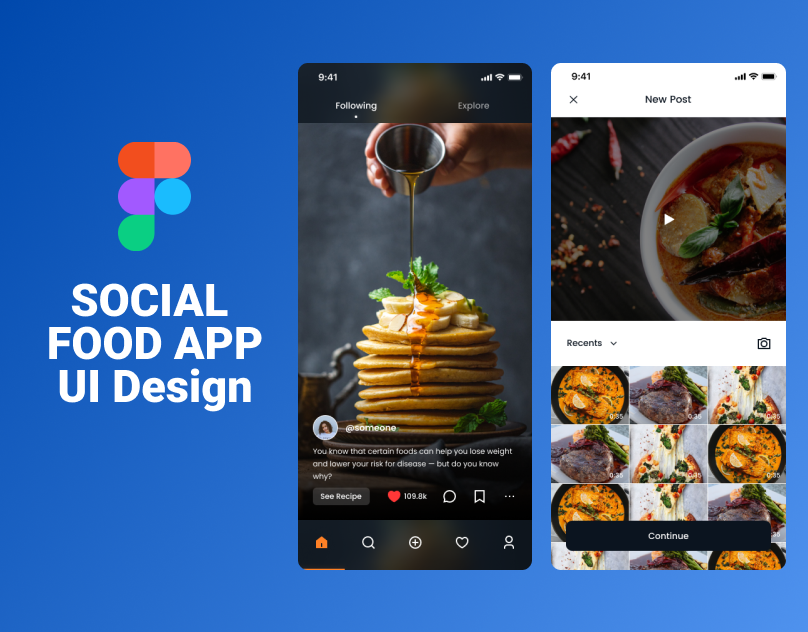 SOCIAL
FOOD APP
UI Design
9:41
Following
Explore
@someone
You know that certain foods can help you lose weight
and lower your risk for disease — but do you know
why?
See Recipe
109.8k
9:41
New Post
Recents
0:35
0:35
0:35
0:35
0:35
0:35
Continue